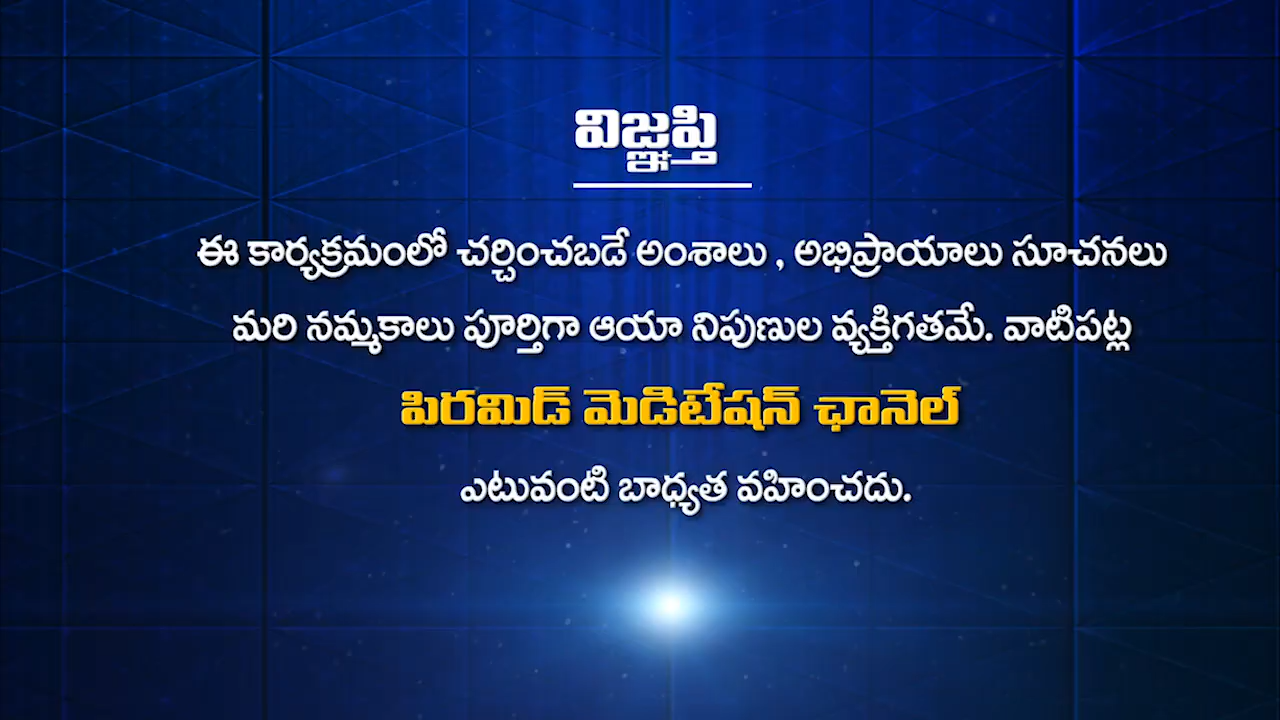 విజ్ఞప్తి
ఈ కార్యక్రమంలో చర్చించబడే అంశాలు , అభిప్రాయాలు సూచనలు
మరి నమ్మకాలు పూర్తిగా ఆయా నిపుణుల వ్యక్తిగతమే. వాటిపట్ల
పిరమిడ్ మెడిటేషన్ ఛానెల్
ఎటువంటి బాధ్యత వహించదు.